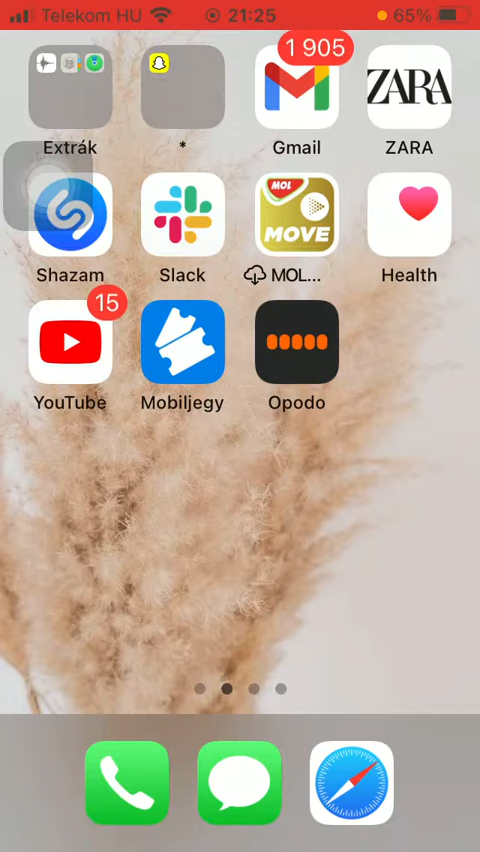 Telekom HU 21:25 65%
1 905
ZARA
Extrák * Gmail ZARA
MOL
MOVE
Shazam Slack MOL... Health
15
YouTube Mobiljegy Opodo